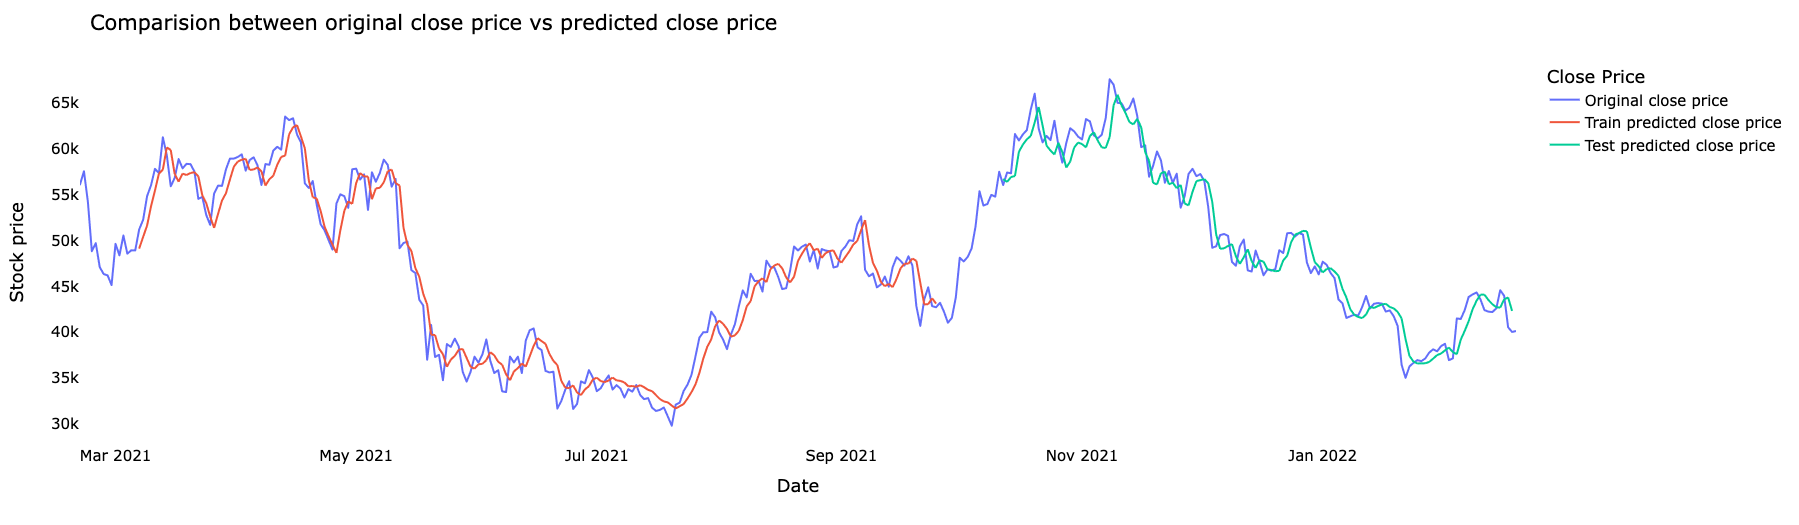 Comparision between original close price vs predicted close price
Close Price
Original close price
Train predicted close price
Test predicted close price
Stock price
65k
60k
55k
50k
45k
40k
35k
30k
Mar 2021
May 2021
Jul 2021
Sep 2021
Nov 2021
Jan 2022
Date